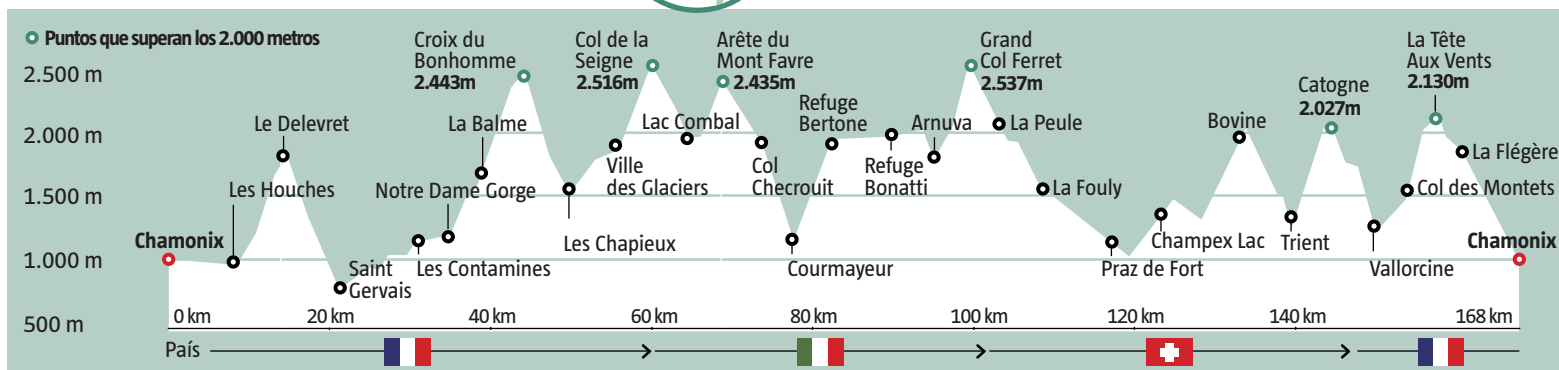 Puntos que superan los 2.000 metros
2.500 m
2.000 m
1.500 m
1.000 m
500 m
Chamonix
Les Houches
Le Delevret
Saint
Gervais
Les Contamines
Notre Dame Gorge
La Balme
Croix du
Bonhomme
2.443m
Les Chapieux
Ville
des Glaciers
Col de la
Seigne
2.516m
Lac Combal
Arête du
Mont Favre
2.435m
Col
Checrouit
Courmayeur
Refuge
Bertone
Refuge
Bonatti
Arnuva
Grand
Col Ferret
2.537m
La Peule
La Fouly
Praz de Fort
Champex Lac
Bovine
Trient
Catogne
2.027m
Vallorcine
Col des Montets
La Tête
Aux Vents
2.130m
La Flégère
Chamonix
0 km
20 km
40 km
60 km
80 km
100 km
120 km
140 km
168 km
País